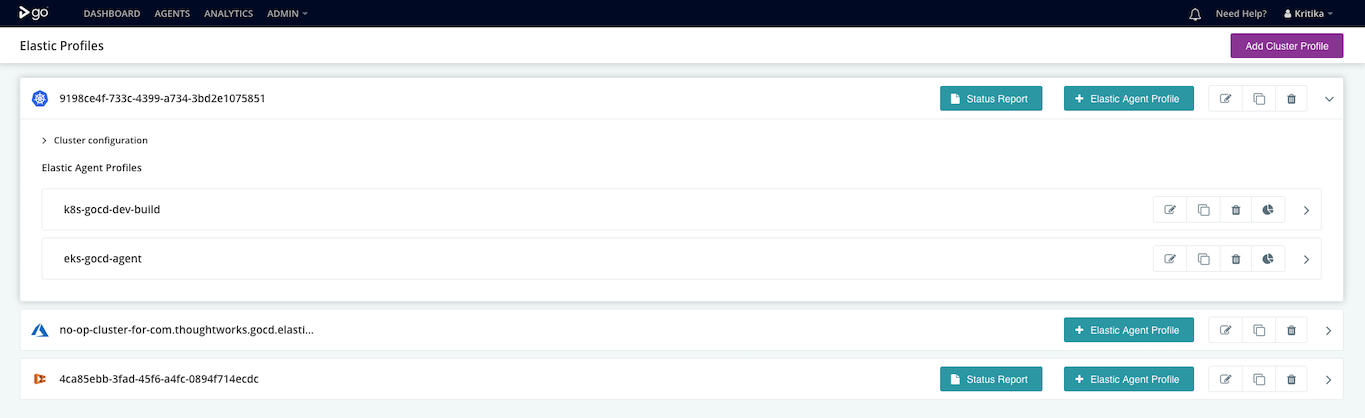 go DASHBOARD AGENTS ANALYTICS ADMIN Need Help? Kritika
Elastic Profiles Add Cluster Profile
9198ce4f-733c-4399-a734-3bd2e1075851 Status Report + Elastic Agent Profile
Cluster configuration
Elastic Agent Profiles
k8s-gocd-dev-build
eks-gocd-agent
no-op-cluster-for-com.thoughtworks.gocd.elasti... + Elastic Agent Profile
4ca85ebb-3fad-45f6-a4fc-0894f714ecdc Status Report + Elastic Agent Profile